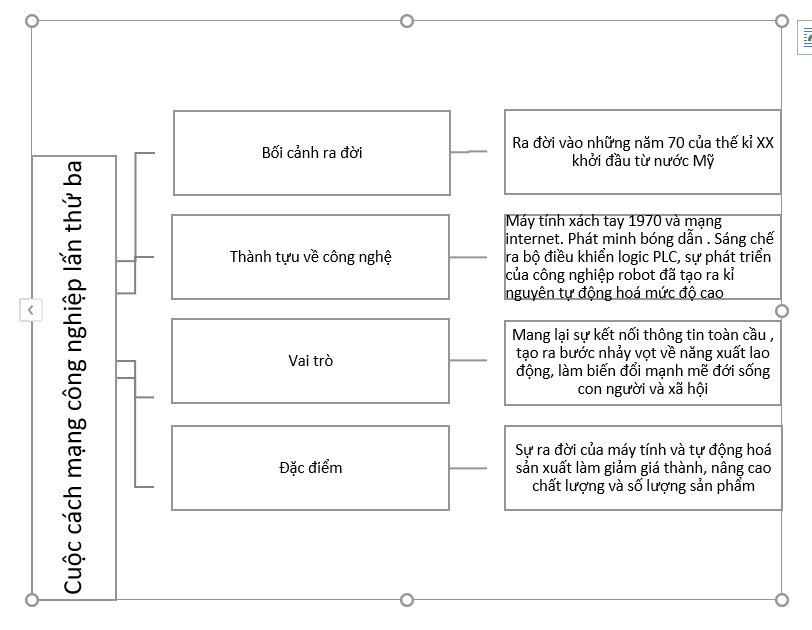 Cuộc cách mạng công nghiệp lấn thứ ba
Bối cảnh ra đời
Ra đời vào những năm 70 của thế kỉ XX
khởi đầu từ nước Mỹ
Thành tựu về công nghệ
Máy tính xách tay 1970 và mạng
internet. Phát minh bóng dẫn . Sáng chế
ra bộ điều khiển logic PLC, sự phát triển
của công nghiệp robot đã tạo ra kỉ
nguyên tự động hoá mức độ cao
Vai trò
Mang lại sự kết nối thông tin toàn cầu ,
tạo ra bước nhảy vọt về năng xuất lao
động, làm biến đổi mạnh mẽ đới sống
con người và xã hội
Đặc điểm
Sự ra đời của máy tính và tự động hoá
sản xuất làm giảm giá thành, nâng cao
chất lượng và số lượng sản phẩm